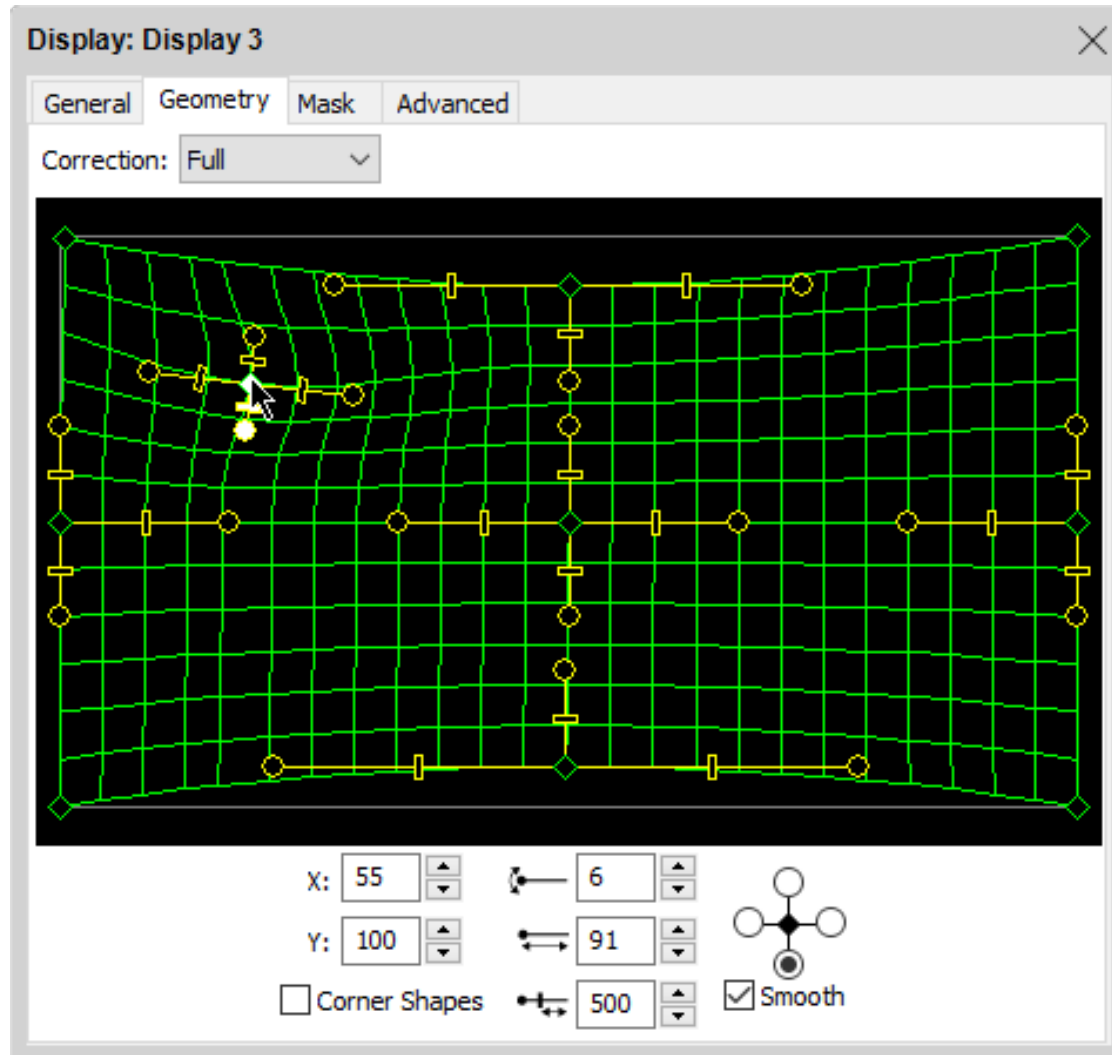 Display: Display 3
General Geometry Mask Advanced
Correction: Full
X: 55 6
Y: 100 91
Corner Shapes 500 Smooth